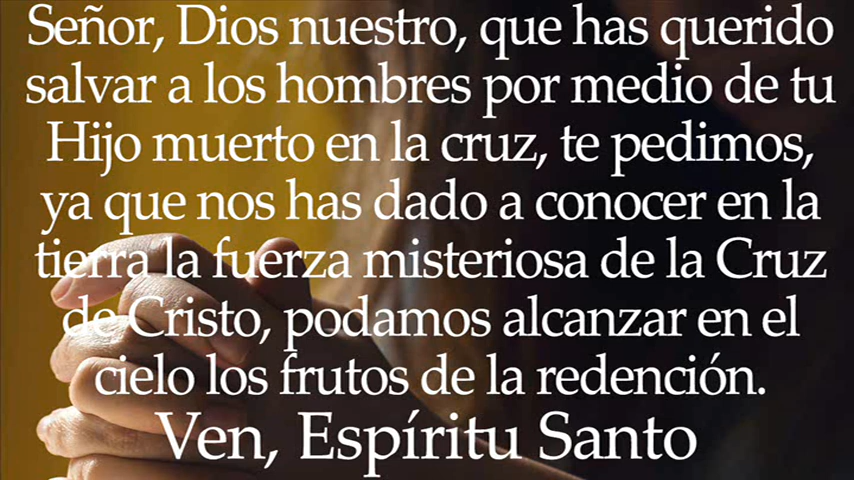 Señor, Dios nuestro, que has querido
salvar a los hombres por medio de tu
Hijo muerto en la cruz, te pedimos,
ya que nos has dado a conocer en la
tierra la fuerza misteriosa de la Cruz
de Cristo, podamos alcanzar en el
cielo los frutos de la redención.
Ven, Espíritu Santo